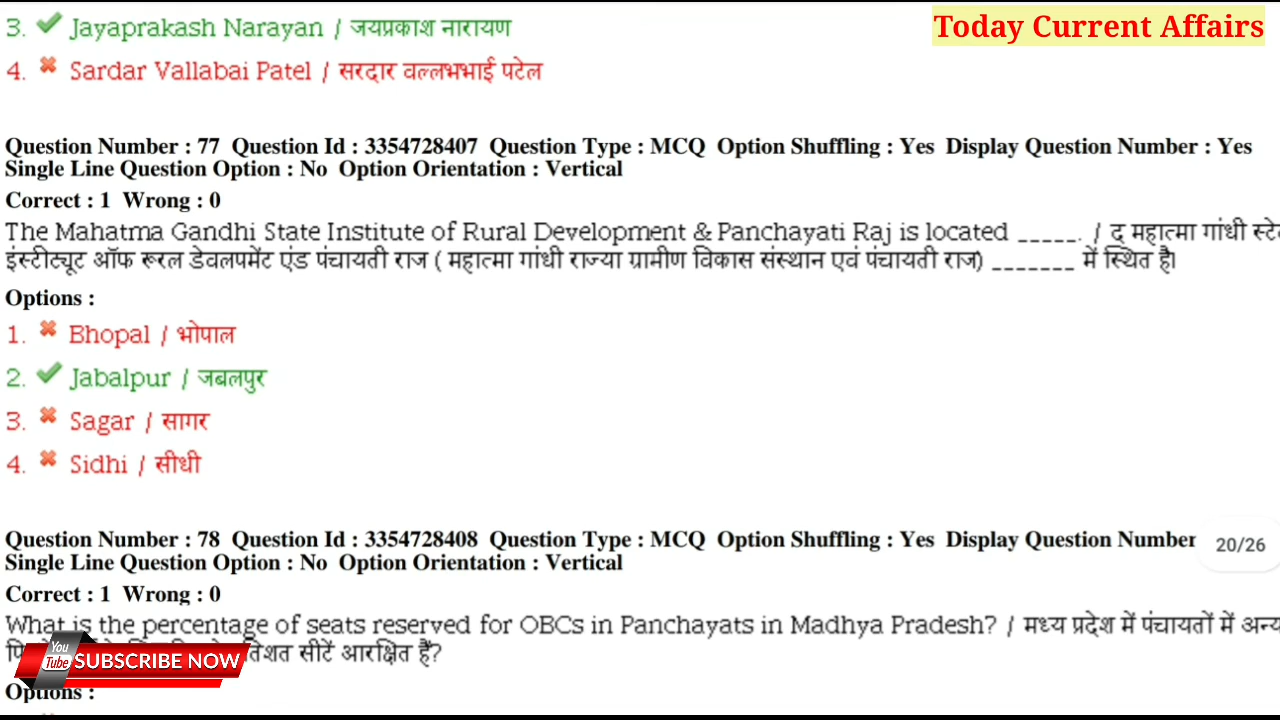 3. Jayaprakash Narayan / जयप्रकाश नारायण
Today Current Affairs
4. Sardar Vallabai Patel / सरदार वल्लभभाई पटेल
Question Number : 77 Question Id : 3354728407 Question Type : MCQ Option Shuffling : Yes Display Question Number : Yes
Single Line Question Option : No Option Orientation : Vertical
Correct : 1 Wrong : 0
The Mahatma Gandhi State Institute of Rural Development & Panchayati Raj is located _____. / द महात्मा गांधी
इंस्टीट्यूट ऑफ रूरल डेवलपमेंट एंड पंचायती राज ( महात्मा गांधी राज्या ग्रामीण विकास संस्थान एवं पंचायती राज) _______ में स्थित है।
Options :
1. Bhopal / भोपाल
2. Jabalpur / जबलपुर
3. Sagar / सागर
4. Sidhi / सीधी
Question Number : 78 Question Id : 3354728408 Question Type : MCQ Option Shuffling : Yes Display Question Number
20/26
Single Line Question Option : No Option Orientation : Vertical
Correct : 1 Wrong : 0
What is the percentage of seats reserved for OBCs in Panchayats in Madhya Pradesh? / मध्य प्रदेश में पंचायतों में अन्य
सीटें आरक्षित हैं?
You Tube SUBSCRIBE NOW
Options :